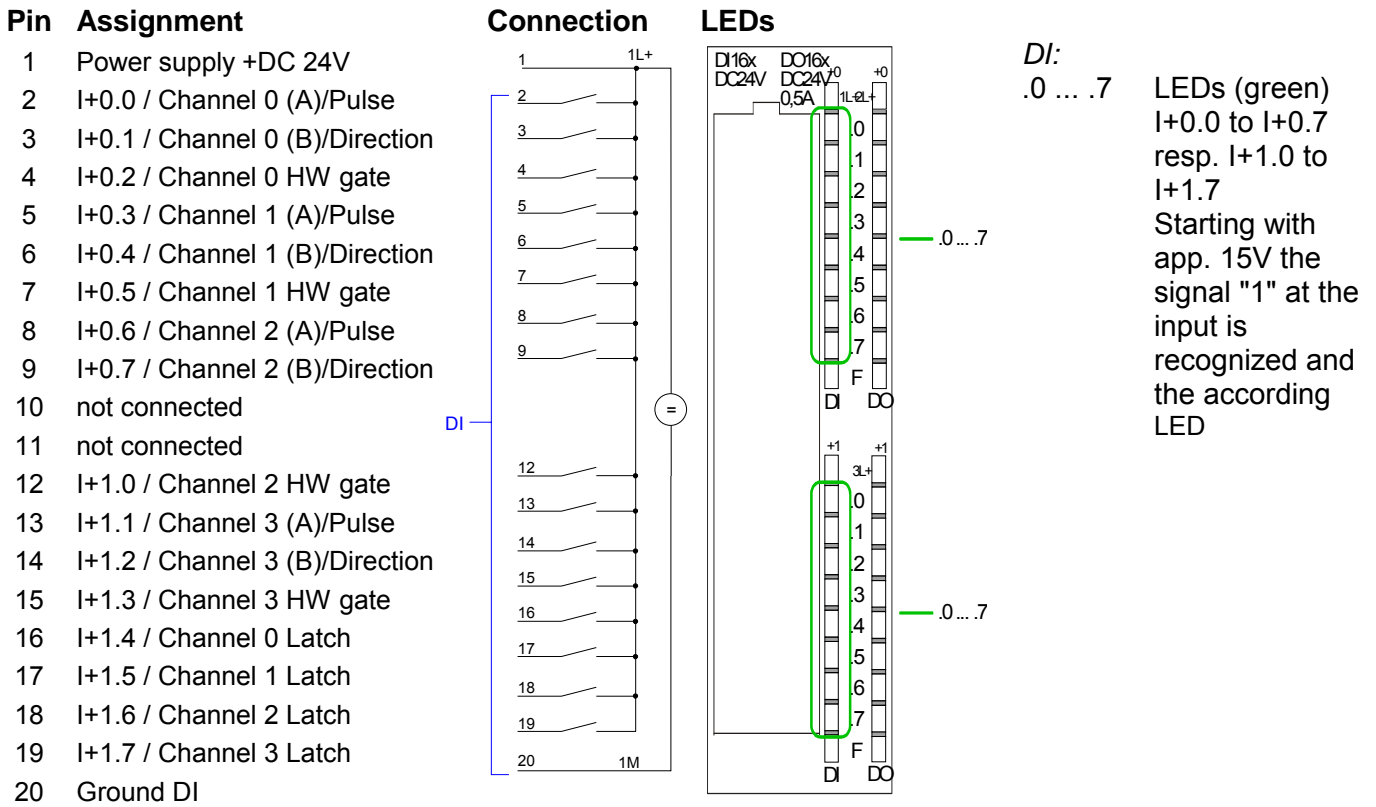 Pin Assignment Connection LEDs
1 Power supply +DC 24V
2 I+0.0 / Channel 0 (A)/Pulse
3 I+0.1 / Channel 0 (B)/Direction
4 I+0.2 / Channel 0 HW gate
5 I+0.3 / Channel 1 (A)/Pulse
6 I+0.4 / Channel 1 (B)/Direction
7 I+0.5 / Channel 1 HW gate
8 I+0.6 / Channel 2 (A)/Pulse
9 I+0.7 / Channel 2 (B)/Direction
10 not connected
11 not connected
12 I+1.0 / Channel 2 HW gate
13 I+1.1 / Channel 3 (A)/Pulse
14 I+1.2 / Channel 3 (B)/Direction
15 I+1.3 / Channel 3 HW gate
16 I+1.4 / Channel 0 Latch
17 I+1.5 / Channel 1 Latch
18 I+1.6 / Channel 2 Latch
19 I+1.7 / Channel 3 Latch
20 Ground DI
1 1L+
2
3
4
5
6
7
8
9
DI
=
12
13
14
15
16
17
18
19
20 1M
DI16x DO16x
DC24V DC24V
0,5A
+0 +0
1L+ 2L+
.0
.1
.2
.3
.4
.5
.6
.7
F
DI DO
.0 ... .7
+1 +1
3L+
.0
.1
.2
.3
.4
.5
.6
.7
F
DI DO
.0 ... .7
DI:
.0 ... .7 LEDs (green)
I+0.0 to I+0.7
resp. I+1.0 to
I+1.7
Starting with
app. 15V the
signal "1" at the
input is
recognized and
the according
LED